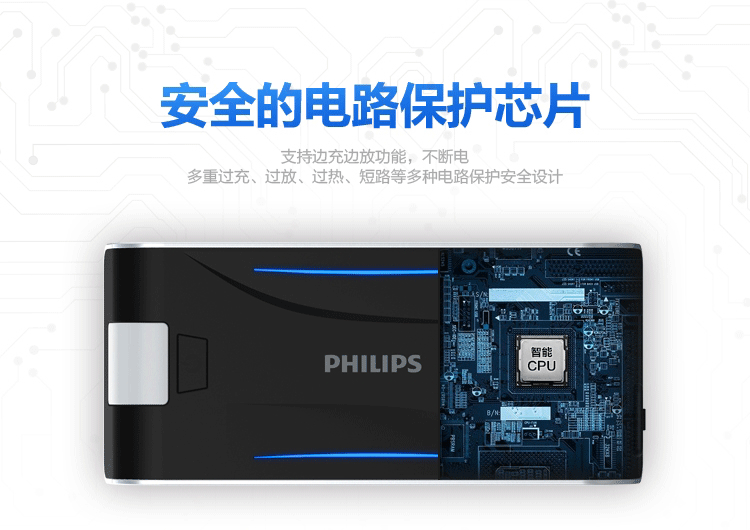 安全的电路保护芯片
支持边充边放功能，不断电
多重过充、过放、过热、短路等多种电路保护安全设计
CE
AS/N:
PHILIPS
智能
CPU
B/N: